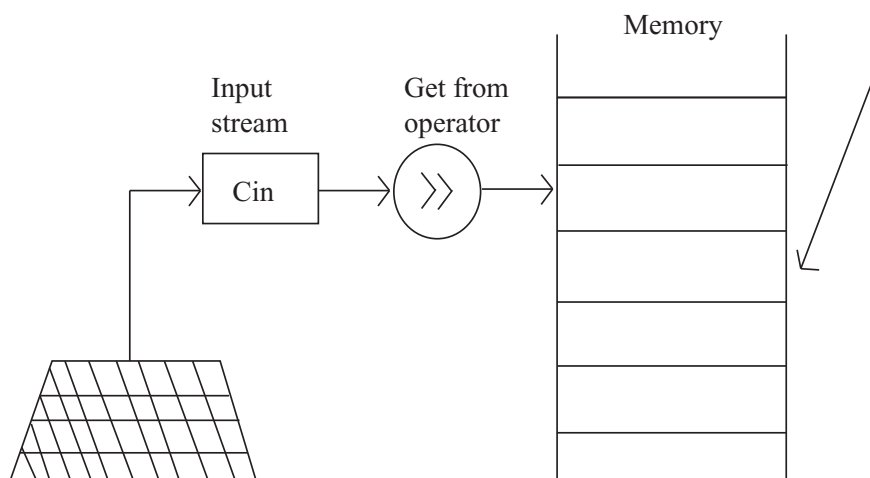 Memory
Input
stream
Get from
operator
Cin
>>